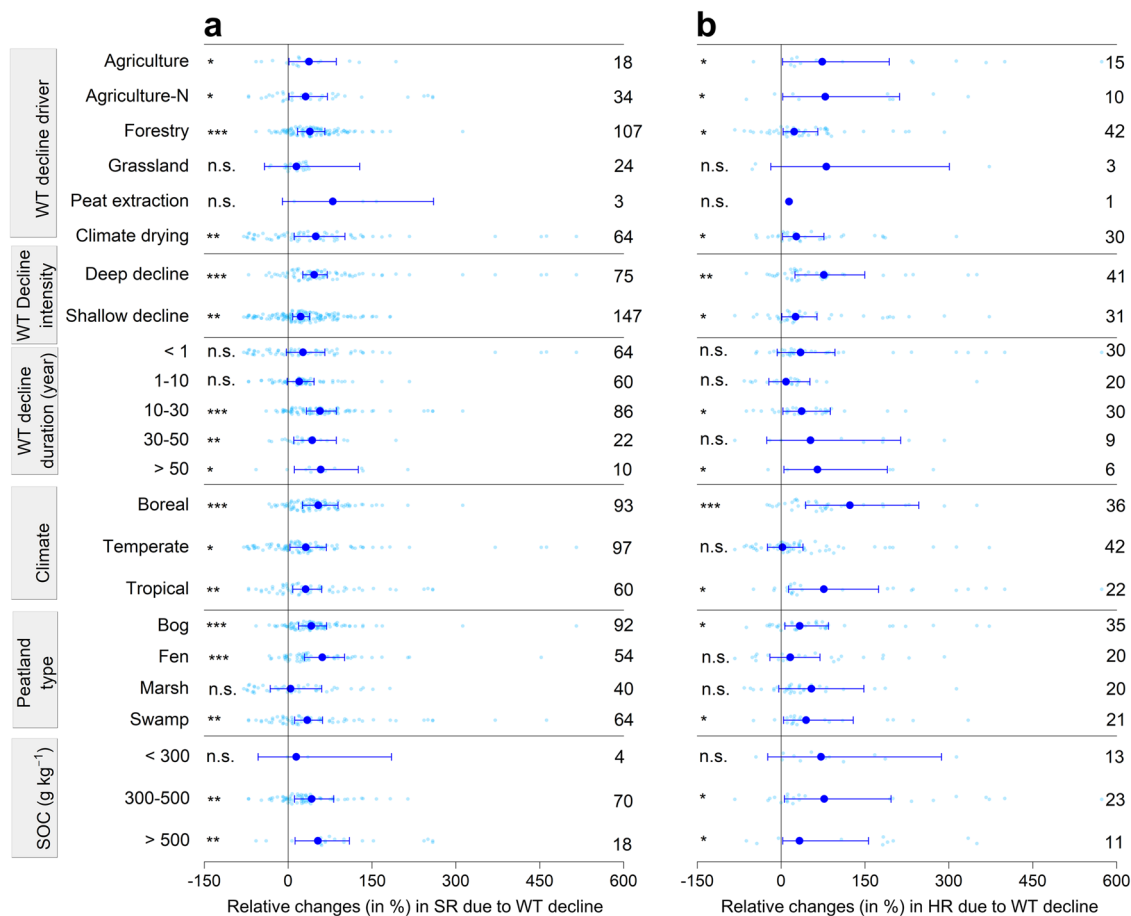 a b
WT decline driver
Agriculture * 18 * 15
Agriculture-N * 34 * 10
Forestry *** 107 * 42
Grassland n.s. 24 n.s. 3
Peat extraction n.s. 3 n.s. 1
Climate drying ** 64 * 30
WT Decline
intensity
Deep decline *** 75 ** 41
Shallow decline ** 147 * 31
WT decline
duration (year)
< 1 n.s. 64 n.s. 30
1-10 n.s. 60 n.s. 20
10-30 *** 86 * 30
30-50 ** 22 n.s. 9
> 50 * 10 * 6
Climate
Boreal *** 93 *** 36
Temperate * 97 n.s. 42
Tropical ** 60 * 22
Peatland
type
Bog *** 92 * 35
Fen *** 54 n.s. 20
Marsh n.s. 40 n.s. 20
Swamp ** 64 * 21
SOC (g kg⁻¹)
< 300 n.s. 4 n.s. 13
300-500 ** 70 * 23
> 500 ** 18 * 11
-150 0 150 300 450 600 -150 0 150 300 450 600
Relative changes (in %) in SR due to WT decline Relative changes (in %) in HR due to WT decline